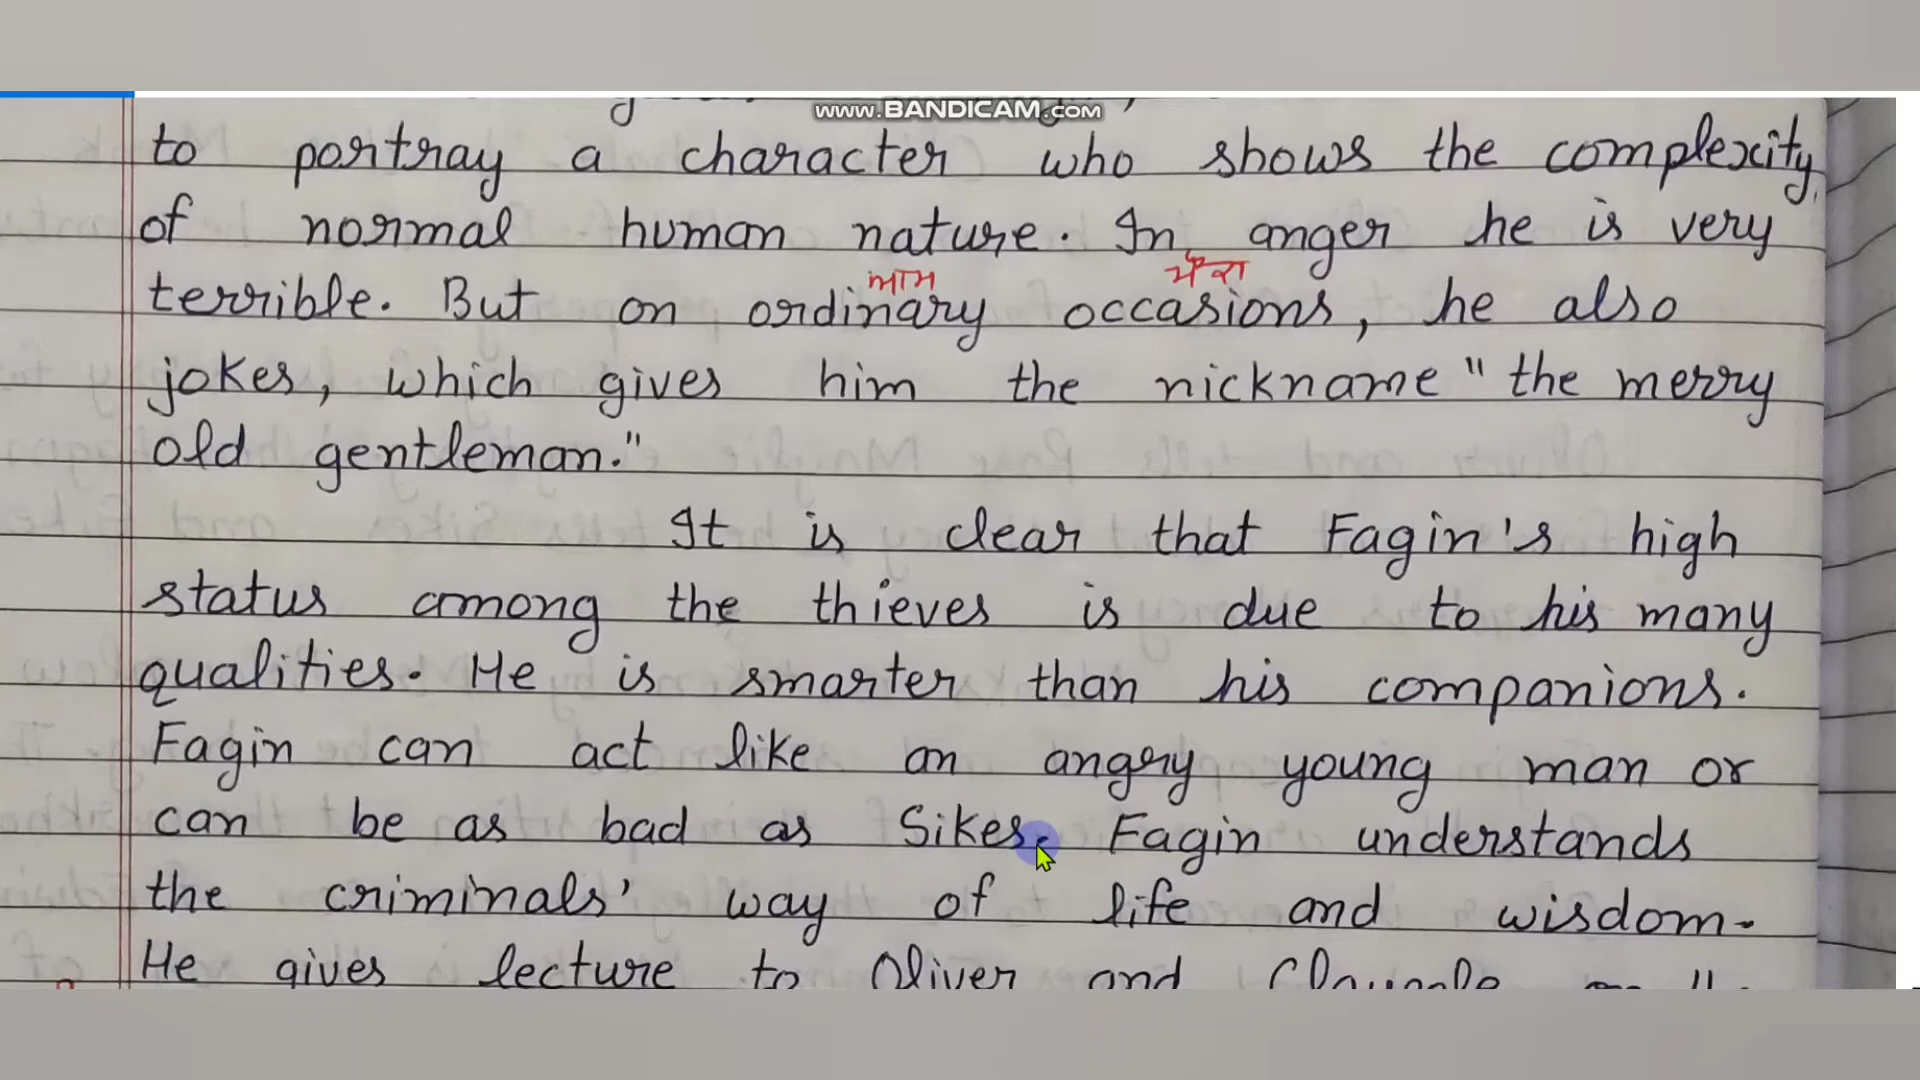 www.BANDICAM.com
to portray a character who shows the complexity
of normal human nature. In anger he is very
ਆਮ
terrible. But on ordinary occasions, he also
jokes, which gives him the nickname "the merry
old gentleman."
It is clear that Fagin's high
status among the thieves is due to his many
qualities. He is smarter than his companions.
Fagin can act like an angry young man or
can be as bad as Sikes. Fagin understands
the criminals' way of life and wisdom.
He gives lecture to Oliver and